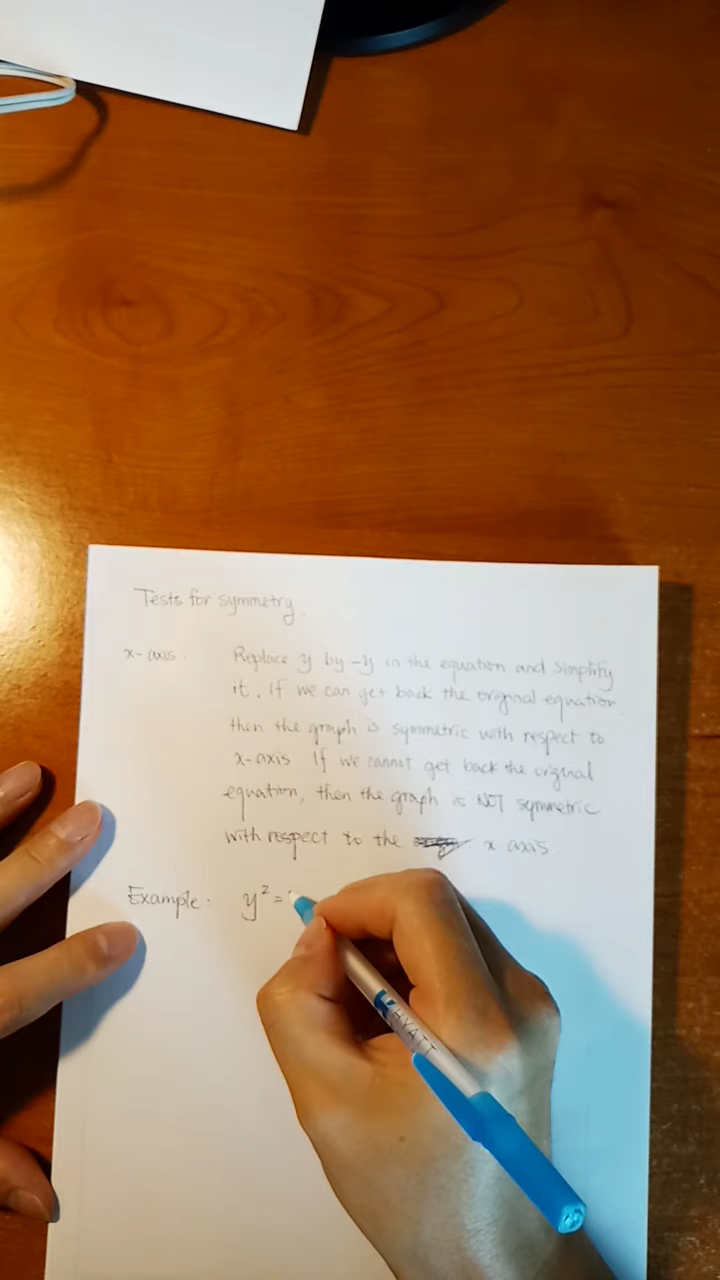 Tests for symmetry
x-axis. Replace y by -y in the equation and simplify
it. If we can get back the original equation
then the graph is symmetric with respect to
x-axis If we cannot get back the original
equation, then the graph is NOT symmetric
with respect to the x axis.
Example: y² =
HYATT